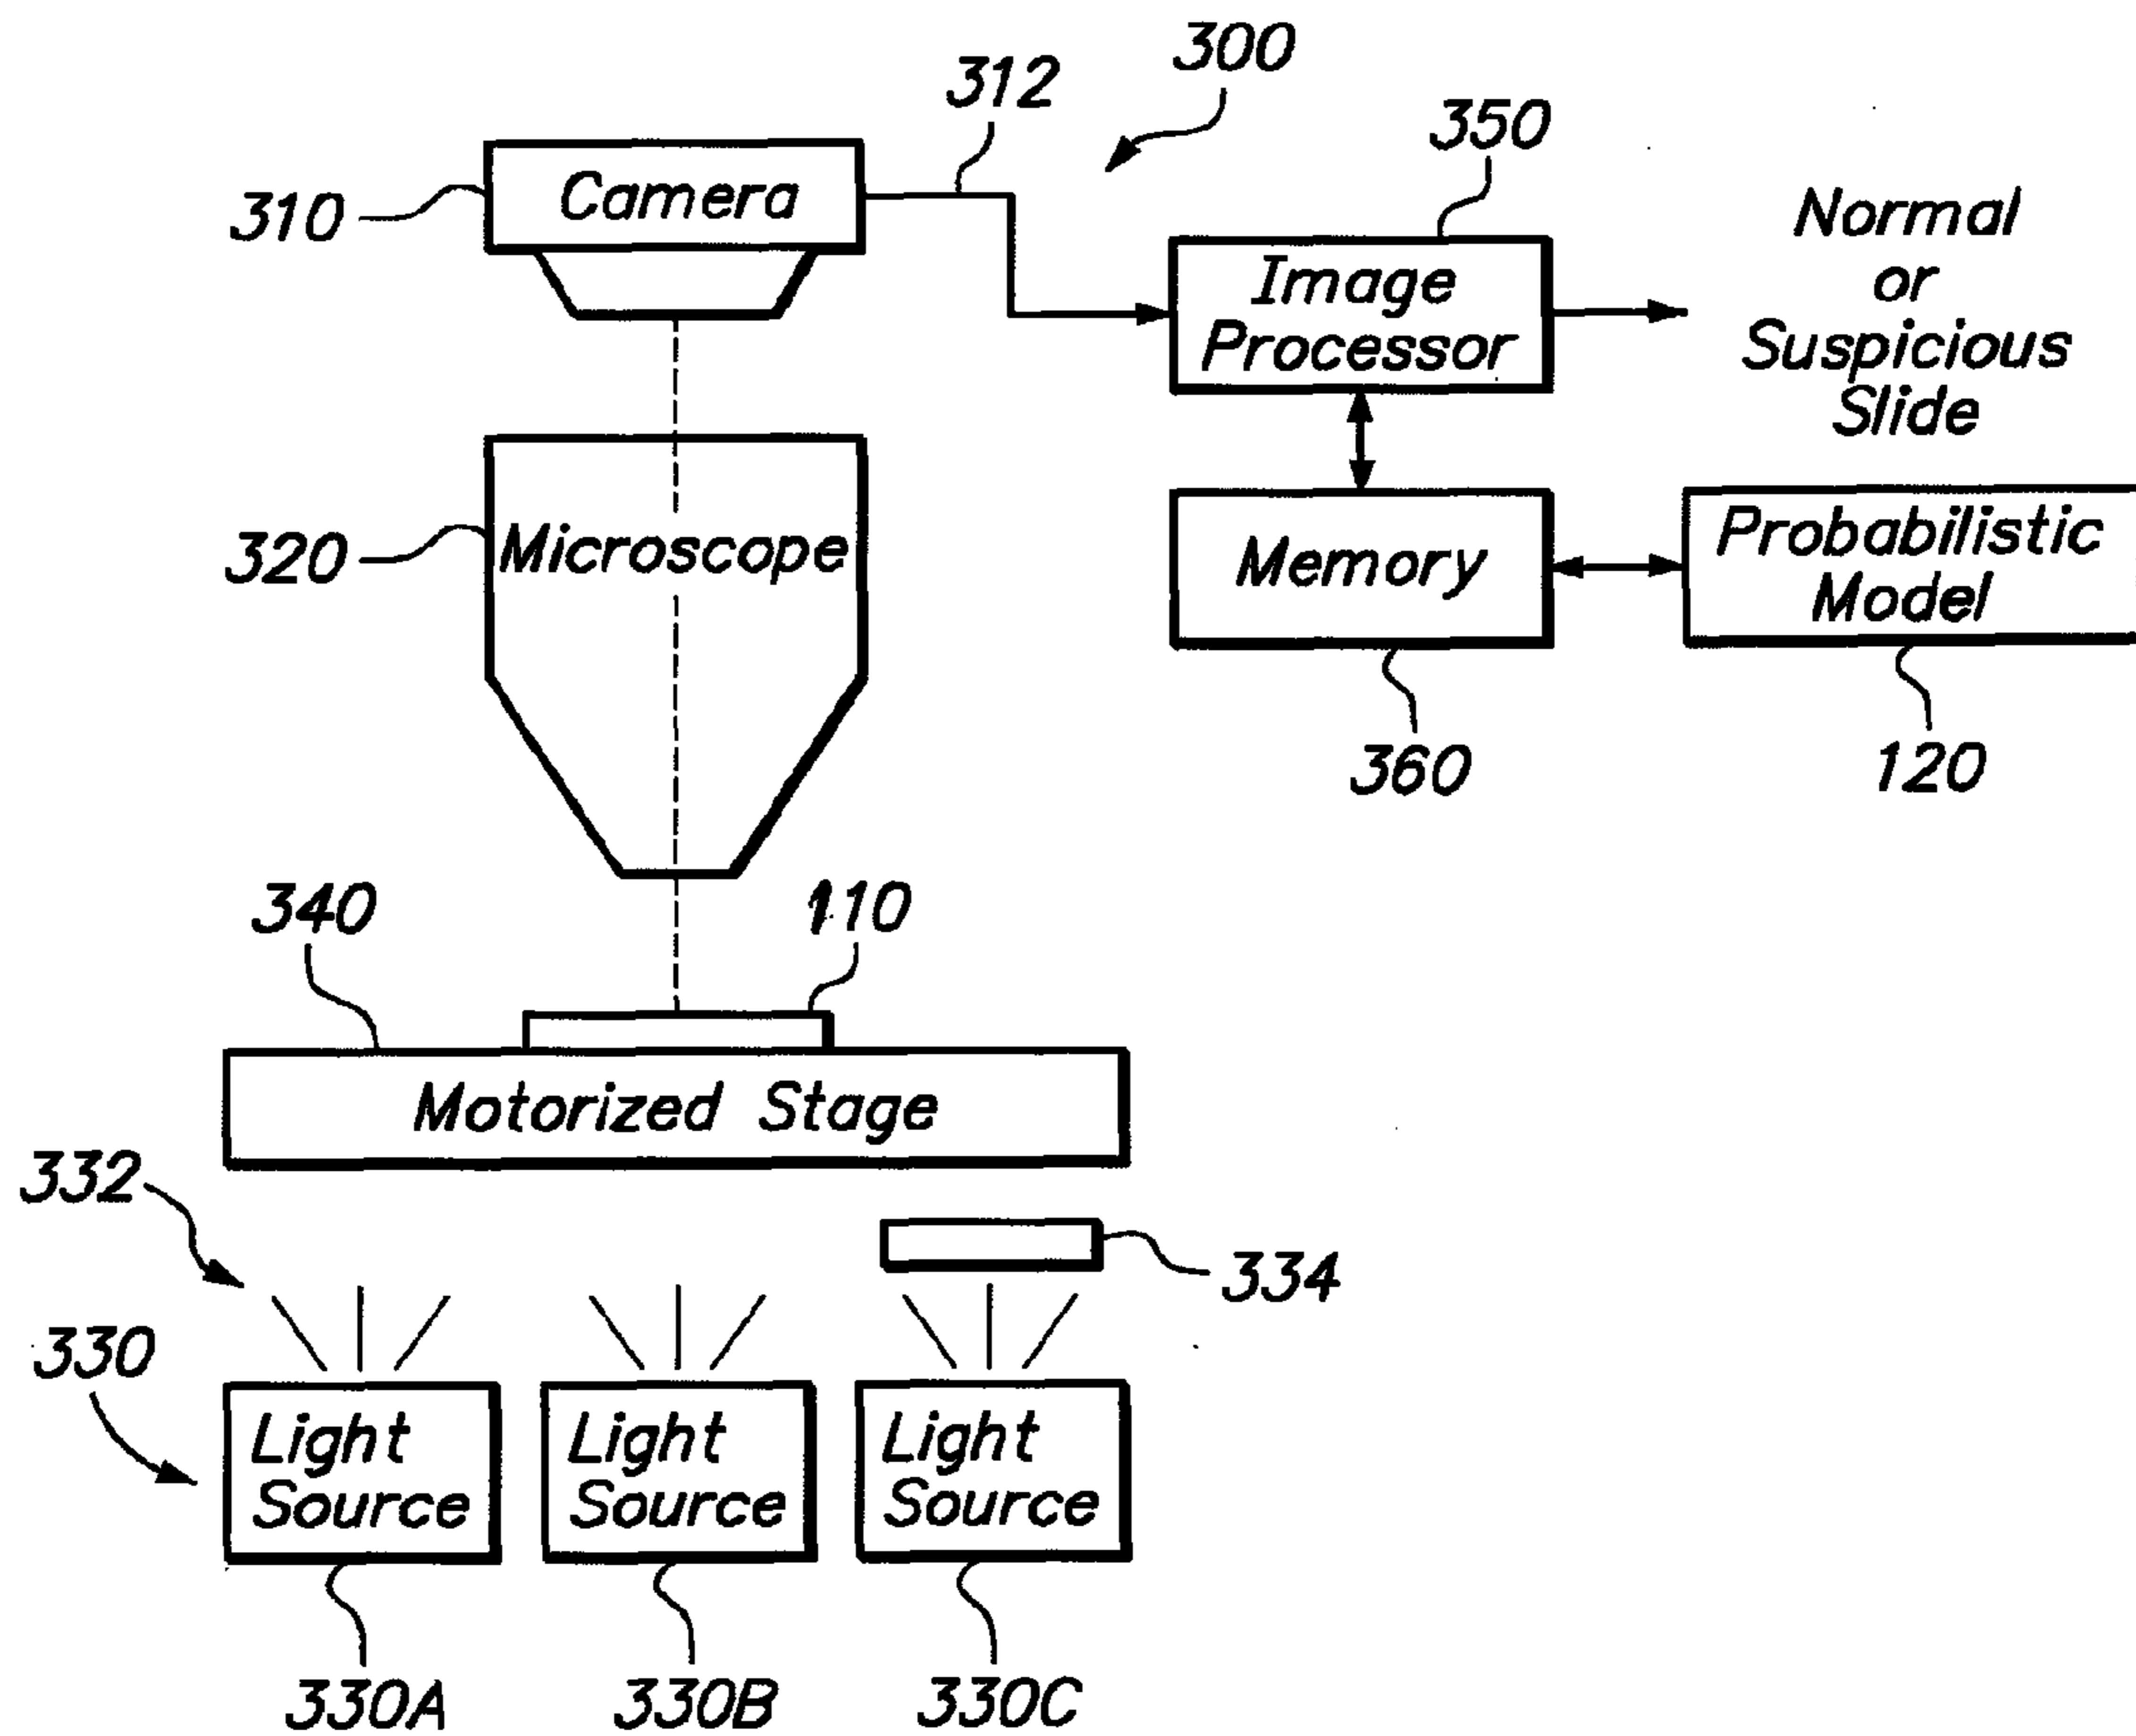 300
312
350
310
Camera
Normal
or
Suspicious
Slide
Image
Processor
320
Microscope
Memory
Probabilistic
Model
360
120
340
110
Motorized Stage
332
334
330
Light
Source
Light
Source
Light
Source
330A
330B
330C